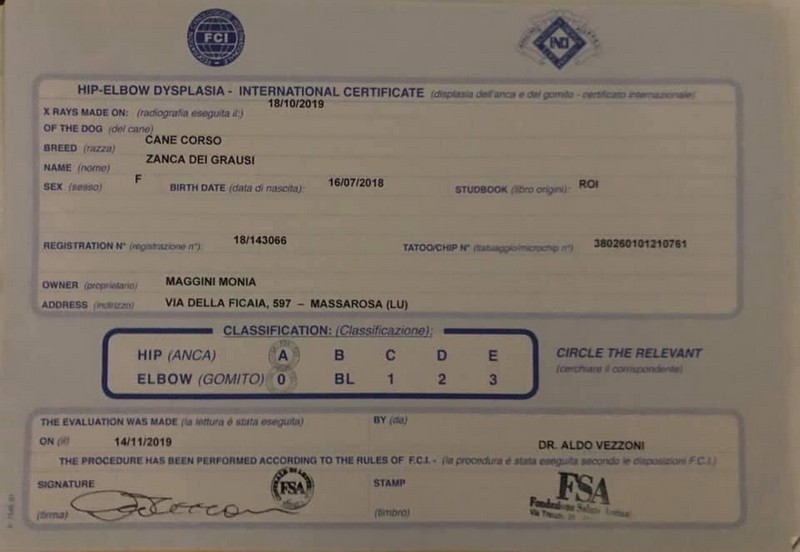 FCI
HIP-ELBOW DYSPLASIA - INTERNATIONAL CERTIFICATE (displasia dell'anca e del gomito - certificato internazionale)
X RAYS MADE ON: (radiografia eseguita il:) 18/10/2019
OF THE DOG (del cane)
BREED (razza) CANE CORSO
NAME (nome) ZANCA DEI GRAUSI
SEX (sesso) F BIRTH DATE (data di nascita): 16/07/2018 STUDBOOK (libro origini): ROI
REGISTRATION N° (registrazione n°): 18/143066 TATOO/CHIP N° (tatuaggio/microchip n°) 380260101210761
OWNER (proprietario) MAGGINI MONIA
ADDRESS (indirizzo) VIA DELLA FICAIA, 597 – MASSAROSA (LU)
CLASSIFICATION: (Classificazione):
HIP (ANCA) A B C D E
ELBOW (GOMITO) 0 BL 1 2 3
CIRCLE THE RELEVANT
(cerchiare il corrispondente)
THE EVALUATION WAS MADE (la lettura è stata eseguita) BY (da)
ON (il) 14/11/2019 DR. ALDO VEZZONI
THE PROCEDURE HAS BEEN PERFORMED ACCORDING TO THE RULES OF F.C.I. - (la procedura è stata eseguita secondo le disposizioni F.C.I.)
SIGNATURE FSA STAMP FSA
Fondazione Salute
(firma) (timbro) Via